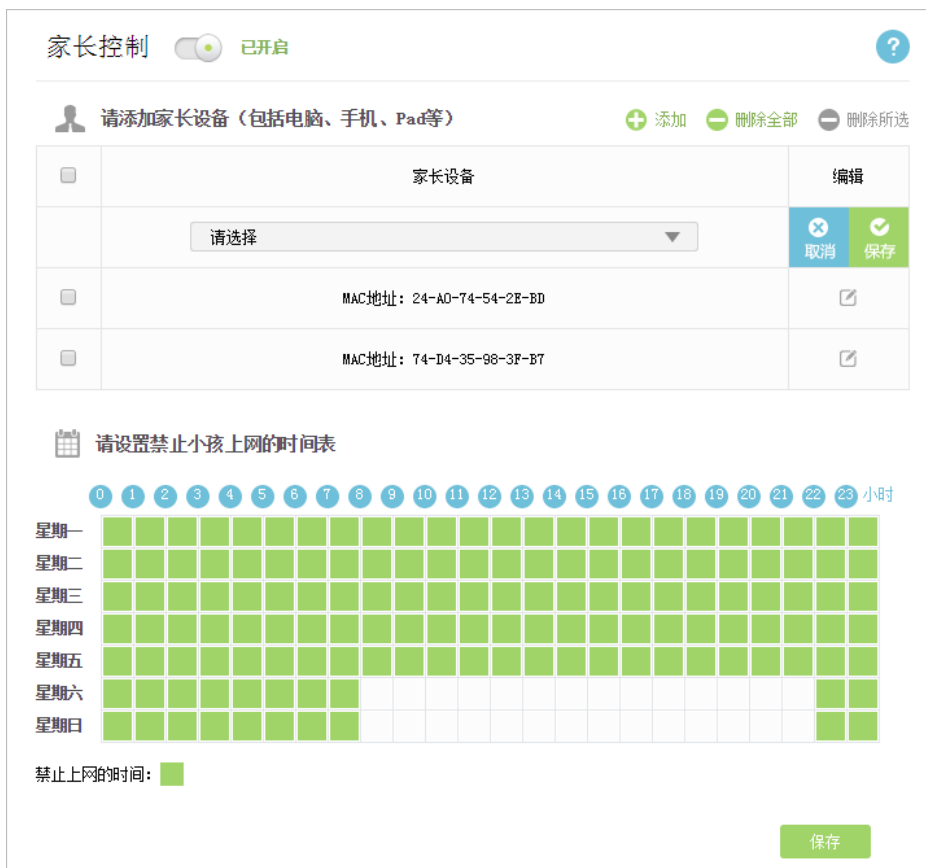 家长控制 已开启 ?
请添加家长设备（包括电脑、手机、Pad等） 添加 删除全部 删除所选
家长设备 编辑
请选择 取消 保存
MAC地址：24-A0-74-54-2E-BD
MAC地址：74-D4-35-98-3F-B7
请设置禁止小孩上网的时间表
0 1 2 3 4 5 6 7 8 9 10 11 12 13 14 15 16 17 18 19 20 21 22 23 小时
星期一
星期二
星期三
星期四
星期五
星期六
星期日
禁止上网的时间：
保存